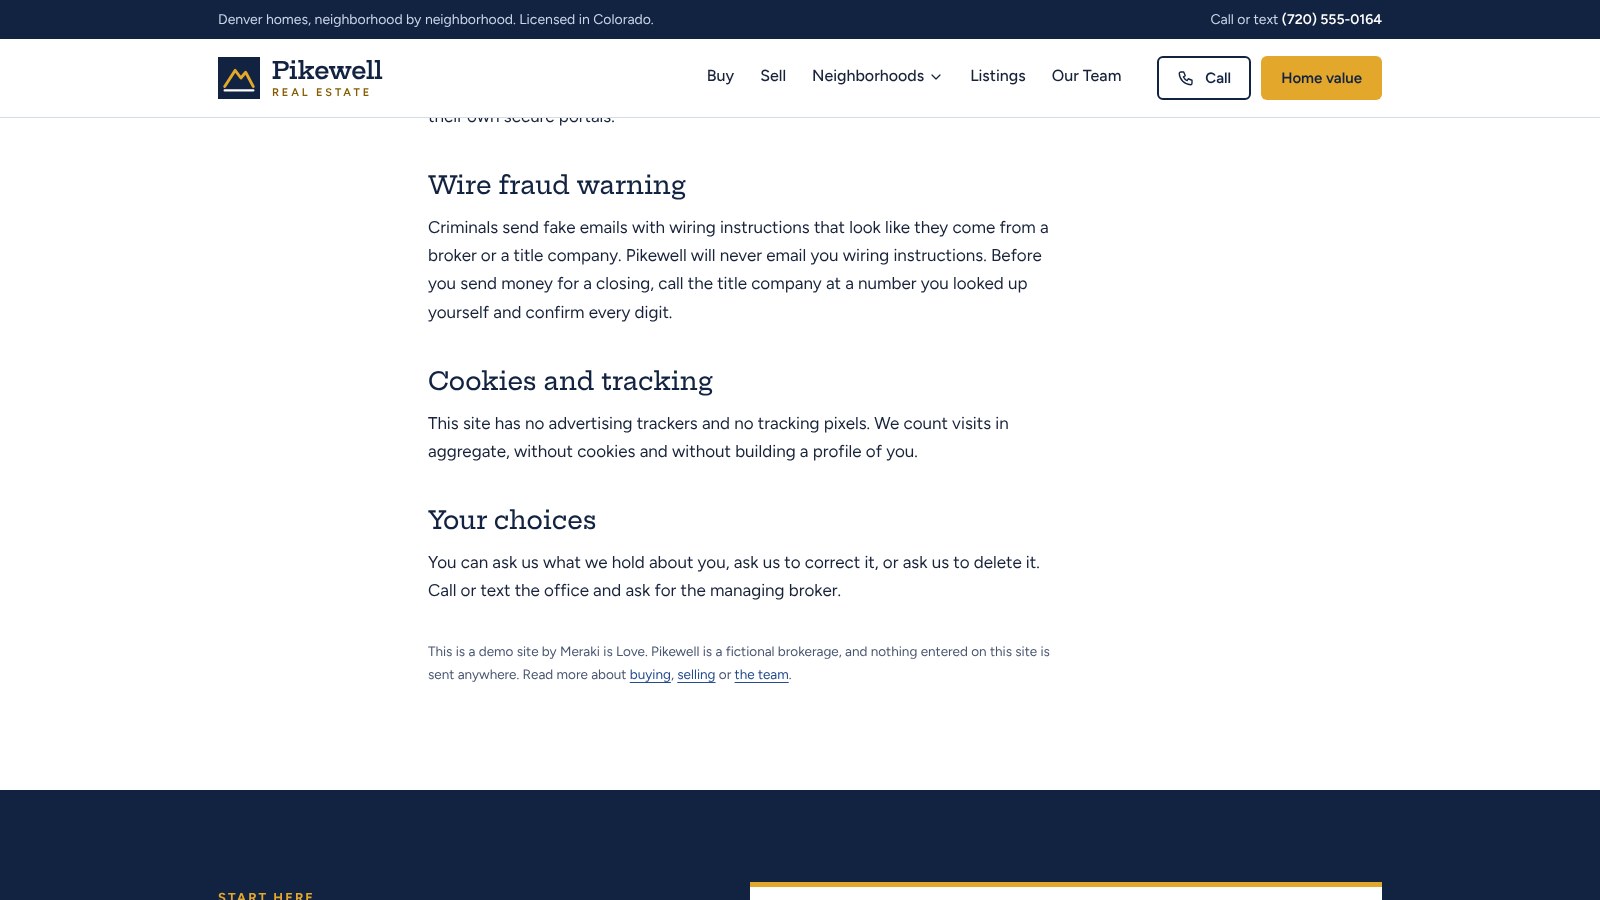 Denver homes, neighborhood by neighborhood. Licensed in Colorado.
Call or text (720) 555-0164
Pikewell
REAL ESTATE
Buy
Sell
Neighborhoods
Listings
Our Team
Call
Home value
their own secure portals.
Wire fraud warning
Criminals send fake emails with wiring instructions that look like they come from a
broker or a title company. Pikewell will never email you wiring instructions. Before
you send money for a closing, call the title company at a number you looked up
yourself and confirm every digit.
Cookies and tracking
This site has no advertising trackers and no tracking pixels. We count visits in
aggregate, without cookies and without building a profile of you.
Your choices
You can ask us what we hold about you, ask us to correct it, or ask us to delete it.
Call or text the office and ask for the managing broker.
This is a demo site by Meraki is Love. Pikewell is a fictional brokerage, and nothing entered on this site is
sent anywhere. Read more about buying, selling or the team.
START HERE